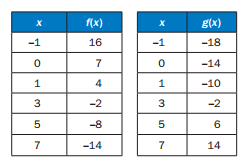 x f(x) x g(x)
–1 16 –1 –18
0 7 0 –14
1 4 1 –10
3 –2 3 –2
5 –8 5 6
7 –14 7 14